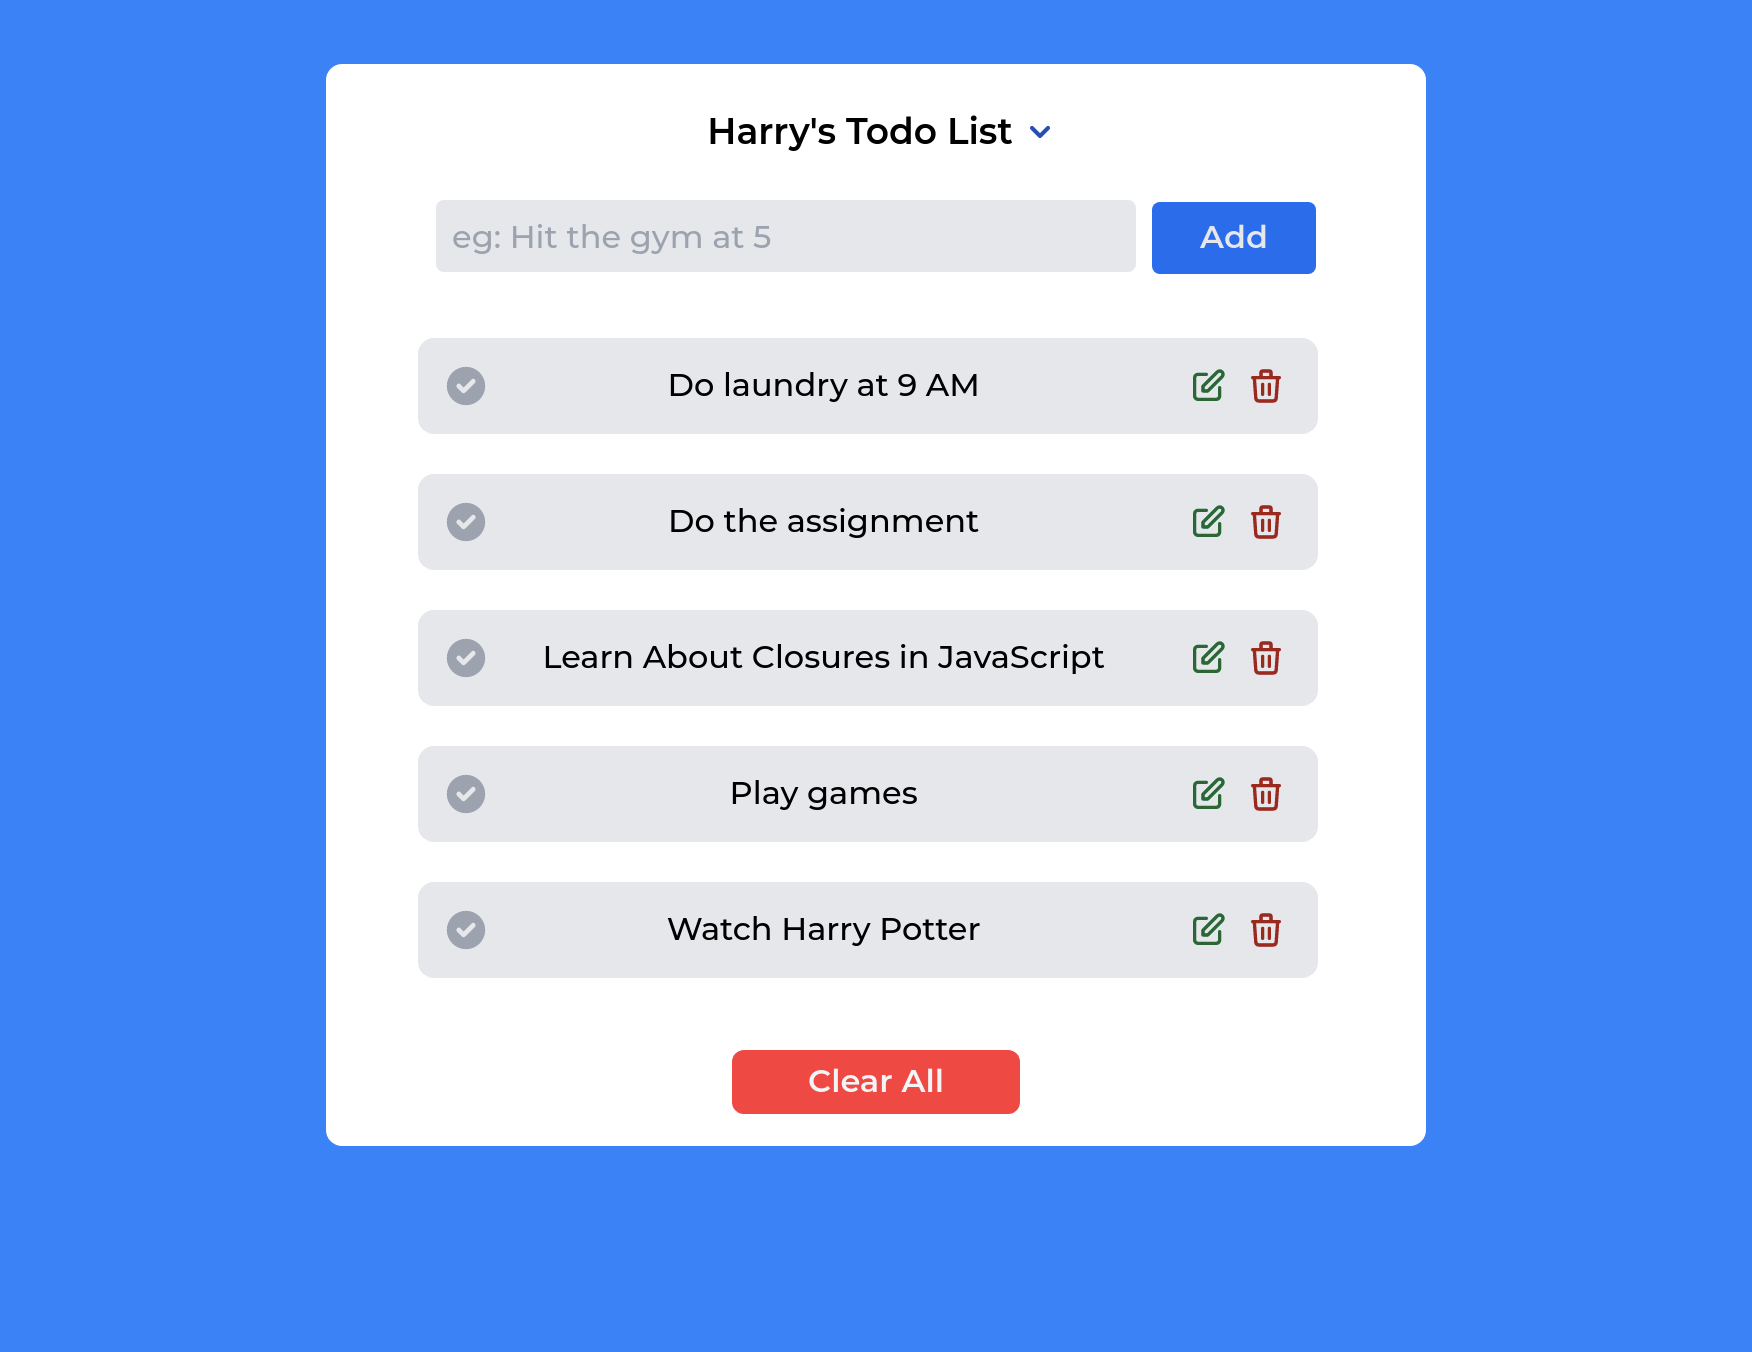 Harry's Todo List
eg: Hit the gym at 5
Add
Do laundry at 9 AM
Do the assignment
Learn About Closures in JavaScript
Play games
Watch Harry Potter
Clear All